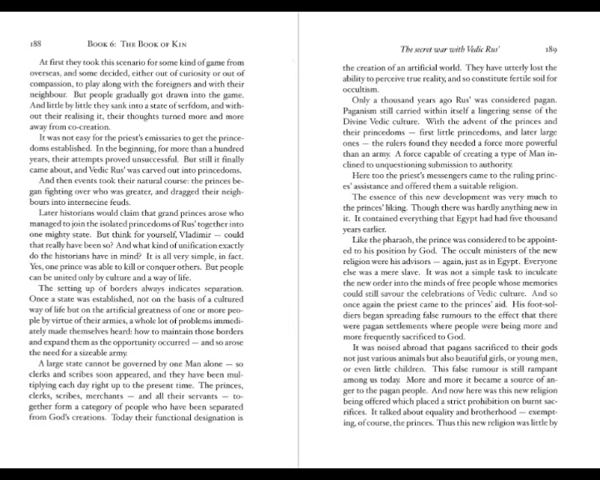 188 BOOK 6: THE BOOK OF KIN
At first they took this scenario for some kind of game from
overseas, and some decided, either out of curiosity or out of
compassion, to play along with the foreigners and with their
neighbour. But people gradually got drawn into the game.
And little by little they sank into a state of serfdom, and with-
out their realising it, their thoughts turned more and more
away from co-creation.
It was not easy for the priest's emissaries to get the prince-
doms established. In the beginning, for more than a hundred
years, their attempts proved unsuccessful. But still it finally
came about, and Vedic Rus' was carved out into princedoms.
And then events took their natural course: the princes be-
gan fighting over who was greater, and dragged their neigh-
bours into internecine feuds.
Later historians would claim that grand princes arose who
managed to join the isolated princedoms of Rus' together into
one mighty state. But think for yourself, Vladimir — could
that really have been so? And what kind of unification exactly
do the historians have in mind? It is all very simple, in fact.
Yes, one prince was able to kill or conquer others. But people
can be united only by culture and a way of life.
The setting up of borders always indicates separation.
Once a state was established, not on the basis of a cultured
way of life but on the artificial greatness of one or more peo-
ple by virtue of their armies, a whole lot of problems immedi-
ately made themselves heard: how to maintain those borders
and expand them as the opportunity occurred — and so arose
the need for a sizeable army.
A large state cannot be governed by one Man alone — so
clerks and scribes soon appeared, and they have been mul-
tiplying each day right up to the present time. The princes,
clerks, scribes, merchants — and all their servants — to-
gether form a category of people who have been separated
from God's creations. Today their functional designation is
The secret war with Vedic Rus' 189
the creation of an artificial world. They have utterly lost the
ability to perceive true reality, and so constitute fertile soil for
occultism.
Only a thousand years ago Rus' was considered pagan.
Paganism still carried within itself a lingering sense of the
Divine Vedic culture. With the advent of the princes and
their princedoms — first little princedoms, and later large
ones — the rulers found they needed a force more powerful
than an army. A force capable of creating a type of Man in-
clined to unquestioning submission to authority.
Here too the priest's messengers came to the ruling princ-
es' assistance and offered them a suitable religion.
The essence of this new development was very much to
the princes' liking. Though there was hardly anything new in
it. It contained everything that Egypt had had five thousand
years earlier.
Like the pharaoh, the prince was considered to be appoint-
ed to his position by God. The occult ministers of the new
religion were his advisors — again, just as in Egypt. Everyone
else was a mere slave. It was not a simple task to inculcate
the new order into the minds of free people whose memories
could still savour the celebrations of Vedic culture. And so
once again the priest came to the princes' aid. His foot-sol-
diers began spreading false rumours to the effect that there
were pagan settlements where people were being more and
more frequently sacrificed to God.
It was noised abroad that pagans sacrificed to their gods
not just various animals but also beautiful girls, or young men,
or even little children. This false rumour is still rampant
among us today. More and more it became a source of an-
ger to the pagan people. And now here was this new religion
being offered which placed a strict prohibition on burnt sac-
rifices. It talked about equality and brotherhood — exempt-
ing, of course, the princes. Thus this new religion was little by